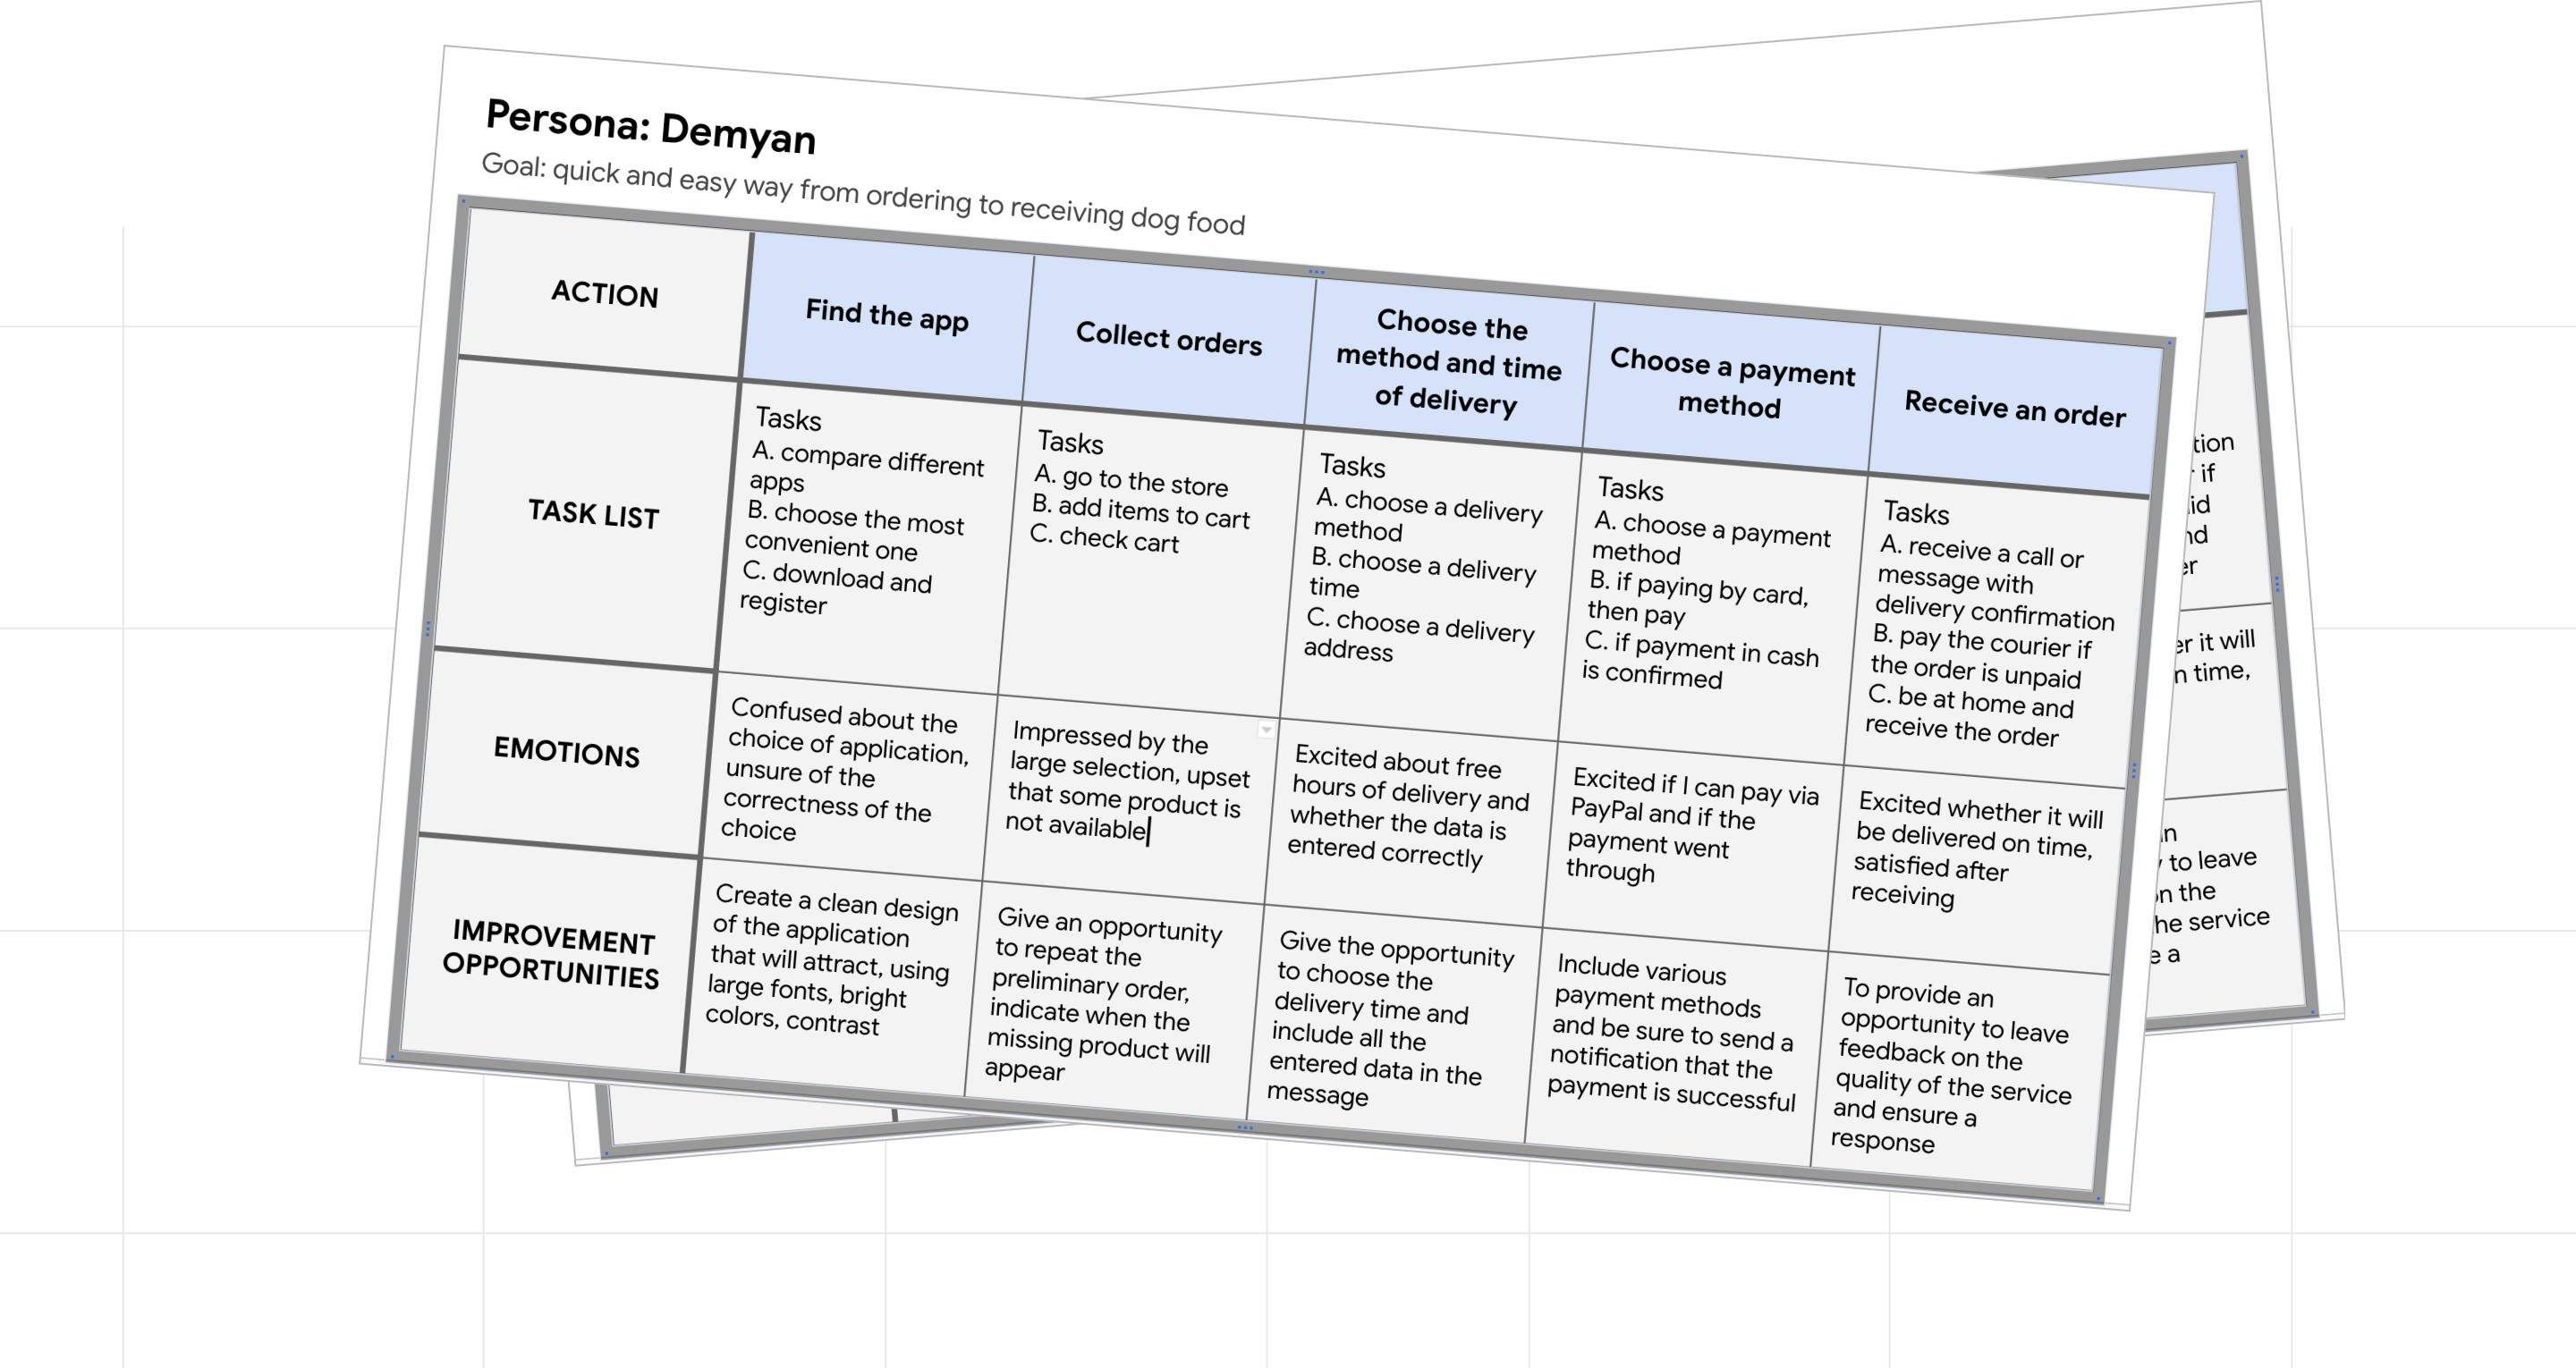 Persona: Demyan
Goal: quick and easy way from ordering to receiving dog food
ACTION
Find the app
Collect orders
Choose the
method and time
of delivery
Choose a payment
method
Receive an order
TASK LIST
Tasks
A. compare different
apps
B. choose the most
convenient one
C. download and
register
Tasks
A. go to the store
B. add items to cart
C. check cart
Tasks
A. choose a delivery
method
B. choose a delivery
time
C. choose a delivery
address
Tasks
A. choose a payment
method
B. if paying by card,
then pay
C. if payment in cash
is confirmed
Tasks
A. receive a call or
message with
delivery confirmation
B. pay the courier if
the order is unpaid
C. be at home and
receive the order
EMOTIONS
Confused about the
choice of application,
unsure of the
correctness of the
choice
Impressed by the
large selection, upset
that some product is
not available
Excited about free
hours of delivery and
whether the data is
entered correctly
Excited if I can pay via
PayPal and if the
payment went
through
Excited whether it will
be delivered on time,
satisfied after
receiving
IMPROVEMENT
OPPORTUNITIES
Create a clean design
of the application
that will attract, using
large fonts, bright
colors, contrast
Give an opportunity
to repeat the
preliminary order,
indicate when the
missing product will
appear
Give the opportunity
to choose the
delivery time and
include all the
entered data in the
message
Include various
payment methods
and be sure to send a
notification that the
payment is successful
To provide an
opportunity to leave
feedback on the
quality of the service
and ensure a
response
if
it will
time,
to leave
the
service
a